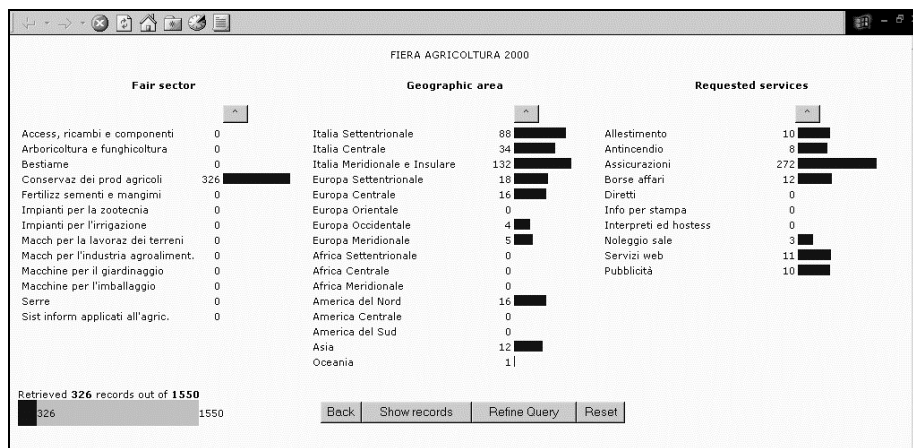 FIERA AGRICOLTURA 2000
Fair sector
^
Access, ricambi e componenti 0
Arboricoltura e funghicoltura 0
Bestiame 0
Conservaz dei prod agricoli 326
Fertilizz sementi e mangimi 0
Impianti per la zootecnia 0
Impianti per l'irrigazione 0
Macch per la lavoraz dei terreni 0
Macch per l'industria agroaliment. 0
Macchine per il giardinaggio 0
Macchine per l'imballaggio 0
Serre 0
Sist inform applicati all'agric. 0
Geographic area
^
Italia Settentrionale 88
Italia Centrale 34
Italia Meridionale e Insulare 132
Europa Settentrionale 18
Europa Centrale 16
Europa Orientale 0
Europa Occidentale 4
Europa Meridionale 5
Africa Settentrionale 0
Africa Centrale 0
Africa Meridionale 0
America del Nord 16
America Centrale 0
America del Sud 0
Asia 12
Oceania 1
Requested services
^
Allestimento 10
Antincendio 8
Assicurazioni 272
Borse affari 12
Diretti 0
Info per stampa 0
Interpreti ed hostess 0
Noleggio sale 3
Servizi web 11
Pubblicità 10
Retrieved 326 records out of 1550
326 1550
Back Show records Refine Query Reset